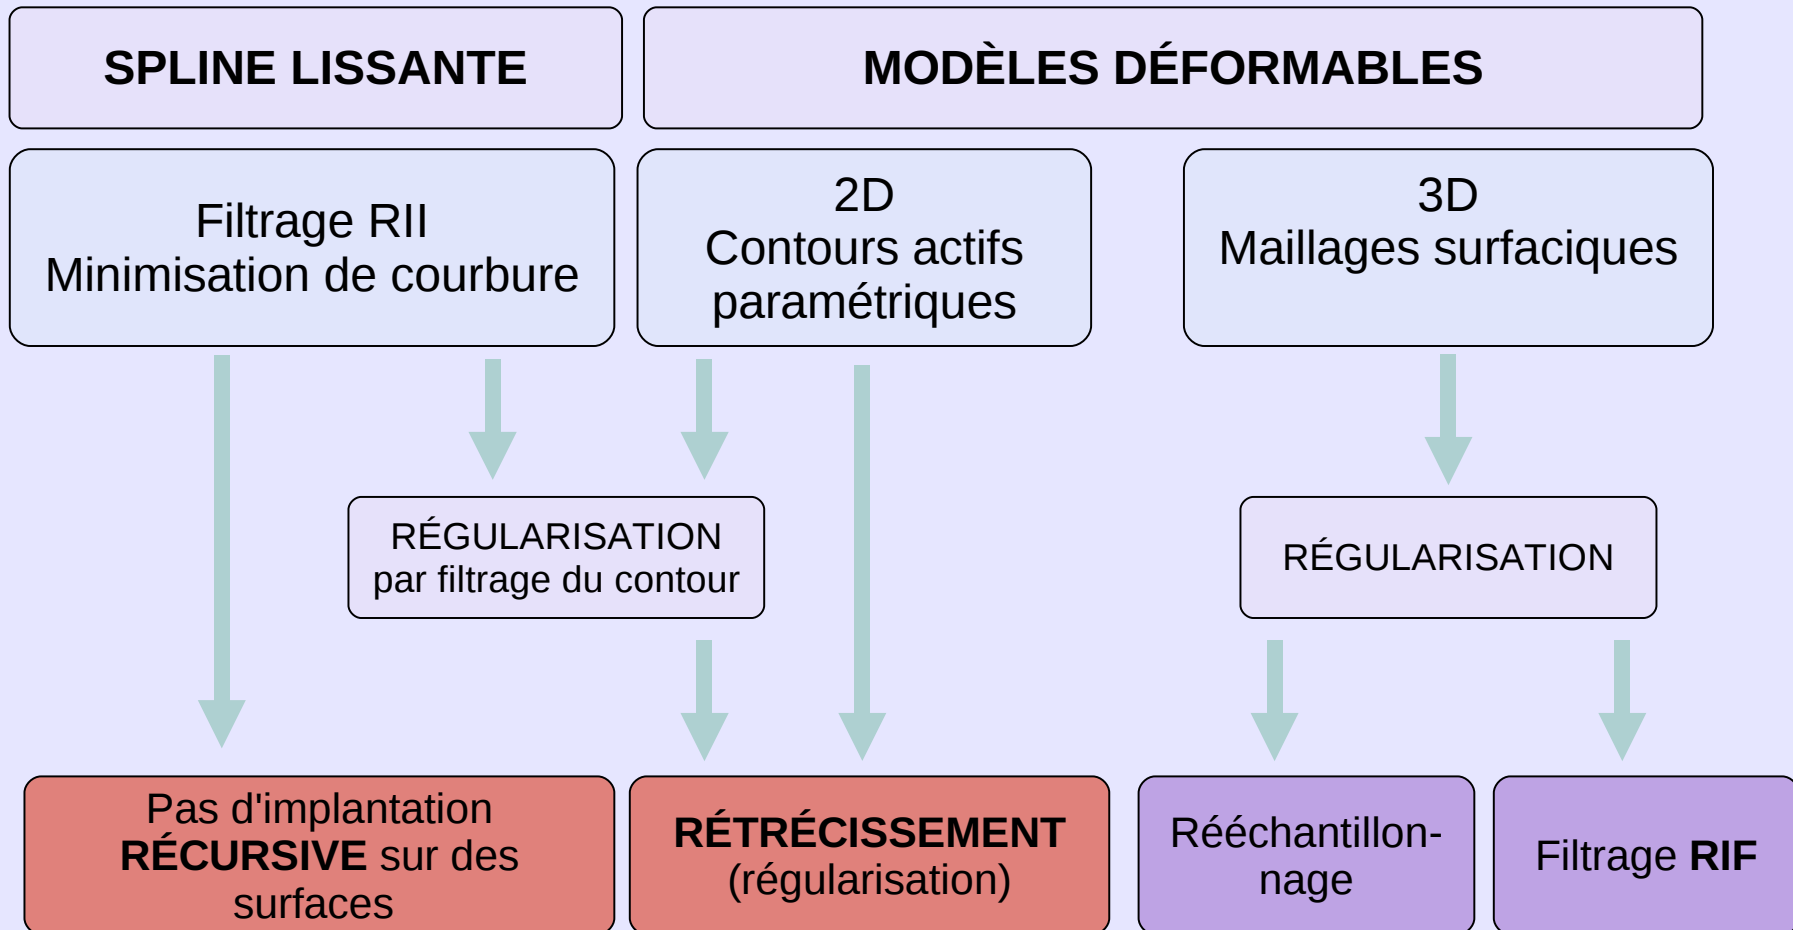 SPLINE LISSANTE
MODÈLES DÉFORMABLES
Filtrage RII
Minimisation de courbure
2D
Contours actifs
paramétriques
3D
Maillages surfaciques
RÉGULARISATION
par filtrage du contour
RÉGULARISATION
Pas d'implantation
RÉCURSIVE sur des
surfaces
RÉTRÉCISSEMENT
(régularisation)
Rééchantillon-
nage
Filtrage RIF